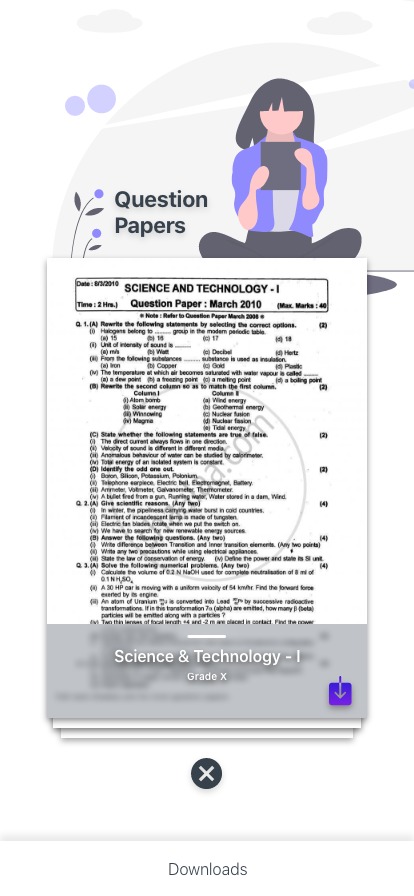 Question
Papers
Date : 8/3/2010
SCIENCE AND TECHNOLOGY - I
Time : 2 Hrs.)
Question Paper : March 2010
(Max. Marks : 40
★ Note : Refer to Question Paper March 2008 ★
Q. 1. (A) Rewrite the following statements by selecting the correct options. (2)
(i) Halogens belong to ......... group in the modern periodic table.
(a) 15 (b) 16 (c) 17 (d) 18
(ii) Unit of intensity of sound is .........
(a) m/s (b) Watt (c) Decibel (d) Hertz
(iii) From the following substances ......... substance is used as insulation.
(a) Iron (b) Copper (c) Gold (d) Plastic
(iv) The temperature at which air becomes saturated with water vapour is called .........
(a) a dew point (b) a freezing point (c) a melting point (d) a boiling point
(B) Rewrite the second column so as to match the first column. (2)
Column I Column II
(i) Atom bomb (a) Wind energy
(ii) Solar energy (b) Geothermal energy
(iii) Winnowing (c) Nuclear fusion
(iv) Magma (d) Nuclear fission
(e) Tidal energy
(C) State whether the following statements are true of false. (2)
(i) The direct current always flows in one direction.
(ii) Velocity of sound is different in different media.
(iii) Anomalous behaviour of water can be studied by calorimeter.
(iv) Total energy of an isolated system is constant.
(D) Identify the odd one out. (2)
(i) Boron, Silicon, Potassium, Polonium.
(ii) Telephone earpiece, Electric bell, Electromagnet, Battery.
(iii) Ammeter, Voltmeter, Galvanometer, Thermometer.
(iv) A bullet fired from a gun, Running water, Water stored in a dam, Wind.
Q. 2. (A) Give scientific reasons. (Any two) (4)
(i) In winter, the pipelines carrying water burst in cold countries.
(ii) Filament of incandescent lamp is made of tungsten.
(iii) Electric fan blades rotate when we put the switch on.
(iv) We have to search for new renewable energy sources.
(B) Answer the following questions. (Any two) (4)
(i) Write difference between Transition and Inner transition elements. (Any two points)
(ii) Write any two precautions while using electrical appliances.
(iii) State the law of conservation of energy. (iv) Define the power and state its SI unit.
Q. 3. (A) Solve the following numerical problems. (Any two) (4)
(i) Calculate the volume of 0.2 N NaOH used for complete neutralisation of 8 ml of
0.1 N H₂SO₄.
(ii) A 30 HP car is moving with a uniform velocity of 54 km/hr. Find the forward force
exerted by its engine.
(iii) An atom of Uranium is converted into Lead by successive radioactive
transformations. If in this transformation 7α (alpha) are emitted, how many β (beta)
particles will be emitted along with α particles?
(iv) Two thin lenses of focal length +4 and -2 m are placed in contact. Find the power
Science & Technology - I
Grade X
Downloads